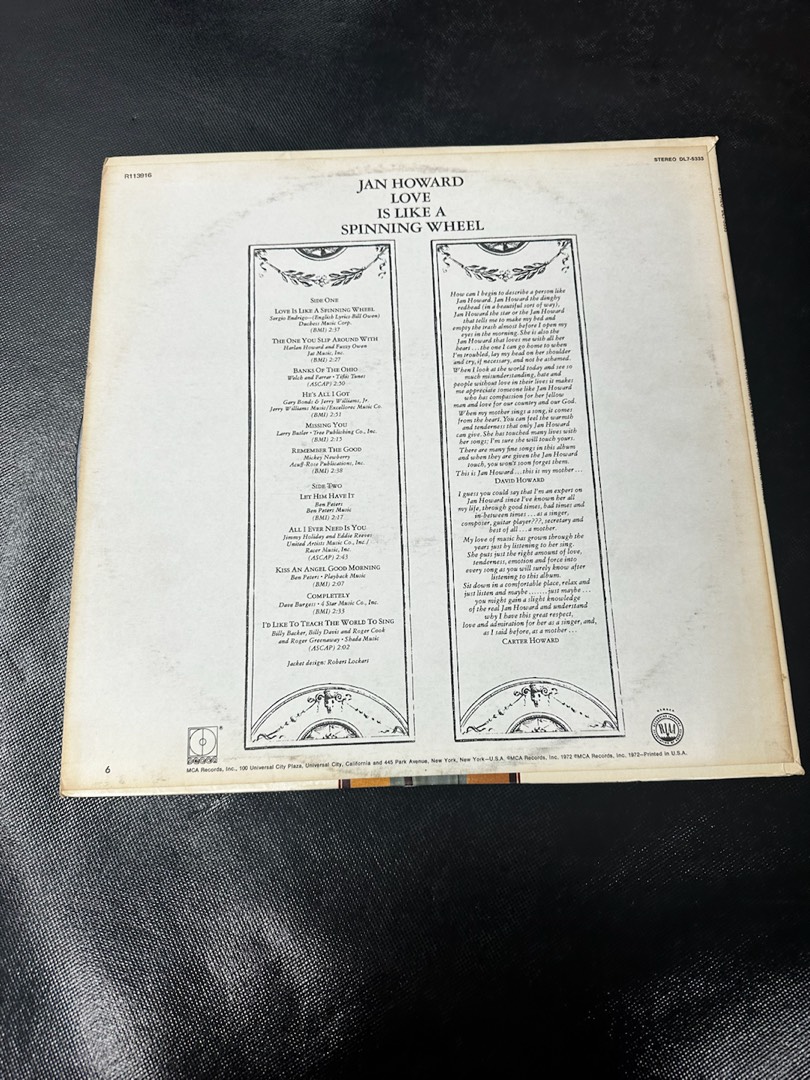 R113916
STEREO DL7-5333
JAN HOWARD
LOVE
IS LIKE A
SPINNING WHEEL
SIDE ONE
LOVE IS LIKE A SPINNING WHEEL
Sergio Endrigo—(English Lyrics-Bill Owen)
Duchess Music Corp.
(BMI) 2:37
THE ONE YOU SLIP AROUND WITH
Harlan Howard and Fuzzy Owen
Jat Music, Inc.
(BMI) 2:27
BANKS OF THE OHIO
Welch and Farrar • Tifiis Tunes
(ASCAP) 2:50
HE'S ALL I GOT
Gary Bonds & Jerry Williams, Jr.
Jerry Williams Music/Excellorec Music Co.
(BMI) 2:51
MISSING YOU
Larry Butler • Tree Publishing Co., Inc.
(BMI) 2:15
REMEMBER THE GOOD
Mickey Newberry
Acuff-Rose Publications, Inc.
(BMI) 2:38
SIDE TWO
LET HIM HAVE IT
Ben Peters
Ben Peters Music
(BMI) 2:17
ALL I EVER NEED IS YOU
Jimmy Holiday and Eddie Reeves
United Artists Music Co., Inc./
Racer Music, Inc.
(ASCAP) 2:43
KISS AN ANGEL GOOD MORNING
Ben Peters • Playback Music
(BMI) 2:07
COMPLETELY
Dave Burgess • 4 Star Music Co., Inc.
(BMI) 2:33
I'D LIKE TO TEACH THE WORLD TO SING
Billy Backer, Billy Davis and Roger Cook
and Roger Greenaway • Shada Music
(ASCAP) 2:02
Jacket design: Robert Lockart
How can I begin to describe a person like
Jan Howard. Jan Howard the dinghy
redhead (in a beautiful sort of way),
Jan Howard the star or the Jan Howard
that tells me to make my bed and
empty the trash almost before I open my
eyes in the morning. She is also the
Jan Howard that loves me with all her
heart . . . the one I can go home to when
I'm troubled, lay my head on her shoulder
and cry, if necessary, and not be ashamed.
When I look at the world today and see so
much misunderstanding, hate and
people without love in their lives it makes
me appreciate someone like Jan Howard
who has compassion for her fellow
man and love for our country and our God.
When my mother sings a song, it comes
from the heart. You can feel the warmth
and tenderness that only Jan Howard
can give. She has touched many lives with
her songs; I'm sure she will touch yours.
There are many fine songs in this album
and when they are given the Jan Howard
touch, you won't soon forget them.
This is Jan Howard . . . this is my mother . . .
DAVID HOWARD
I guess you could say that I'm an expert on
Jan Howard since I've known her all
my life, through good times, bad times and
in-between times . . . as a singer,
composer, guitar player???, secretary and
best of all . . . a mother.
My love of music has grown through the
years just by listening to her sing.
She puts just the right amount of love,
tenderness, emotion and force into
every song as you will surely know after
listening to this album.
Sit down in a comfortable place, relax and
just listen and maybe . . . . . . . just maybe . . .
you might gain a slight knowledge
of the real Jan Howard and understand
why I have this great respect,
love and admiration for her as a singer, and,
as I said before, as a mother . . .
CARTER HOWARD
6
MCA Records, Inc., 100 Universal City Plaza, Universal City, California and 445 Park Avenue, New York, New York—U.S.A. ©MCA Records, Inc. 1972 ℗MCA Records, Inc. 1972—Printed in U.S.A.
RIAA